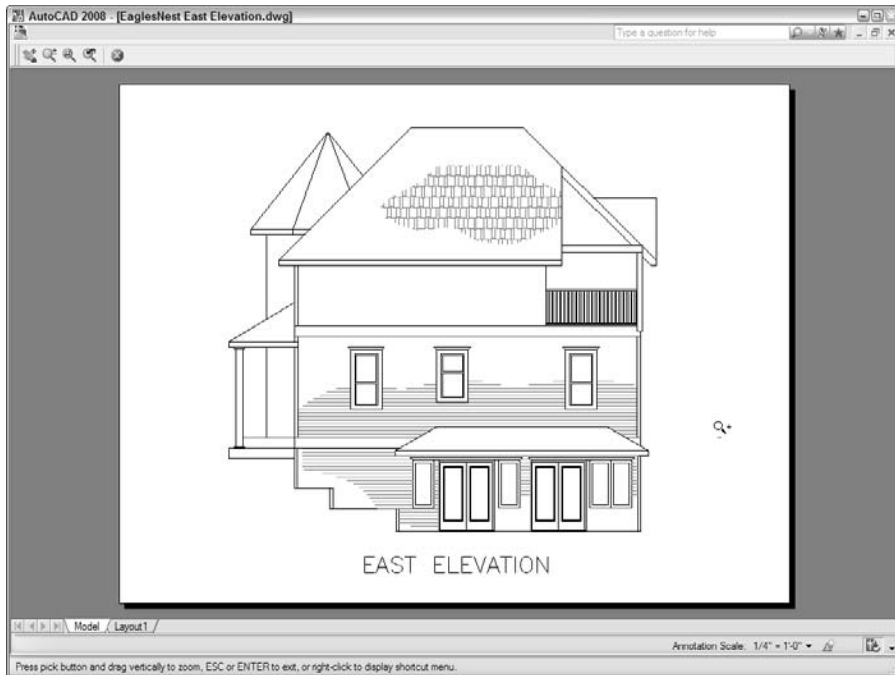 AutoCAD 2008 - [EaglesNest East Elevation.dwg]
Type a question for help
EAST ELEVATION
Model Layout1
Annotation Scale: 1/4" = 1'-0"
Press pick button and drag vertically to zoom, ESC or ENTER to exit, or right-click to display shortcut menu.